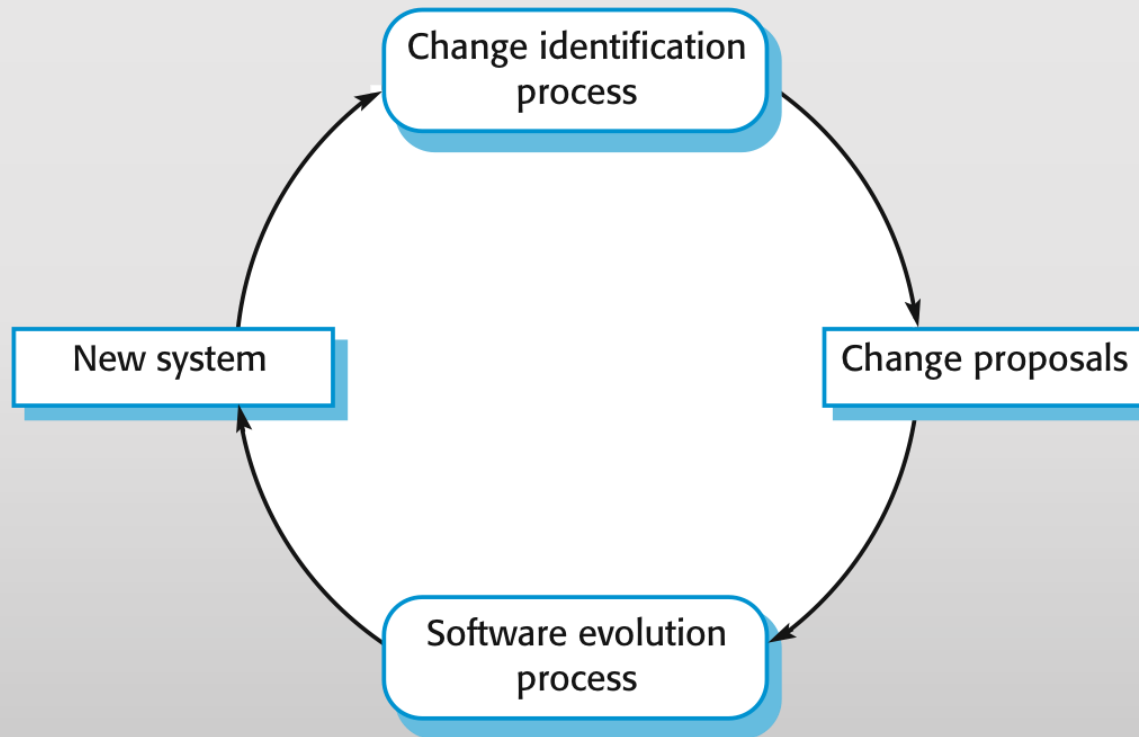 Change identification
process
New system
Change proposals
Software evolution
process